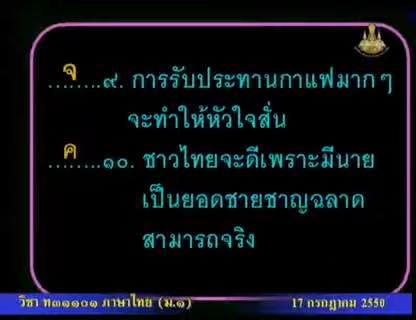 จ ........๙. การรับประทานกาแฟมากๆ
จะทำให้หัวใจสั่น
ค ........๑๐. ชาวไทยจะดีเพราะมีนาย
เป็นยอดชายชาญฉลาด
สามารถจริง
วิชา ท๓๑๑๐๑ ภาษาไทย (ม.๑) 17 กรกฎาคม 2550